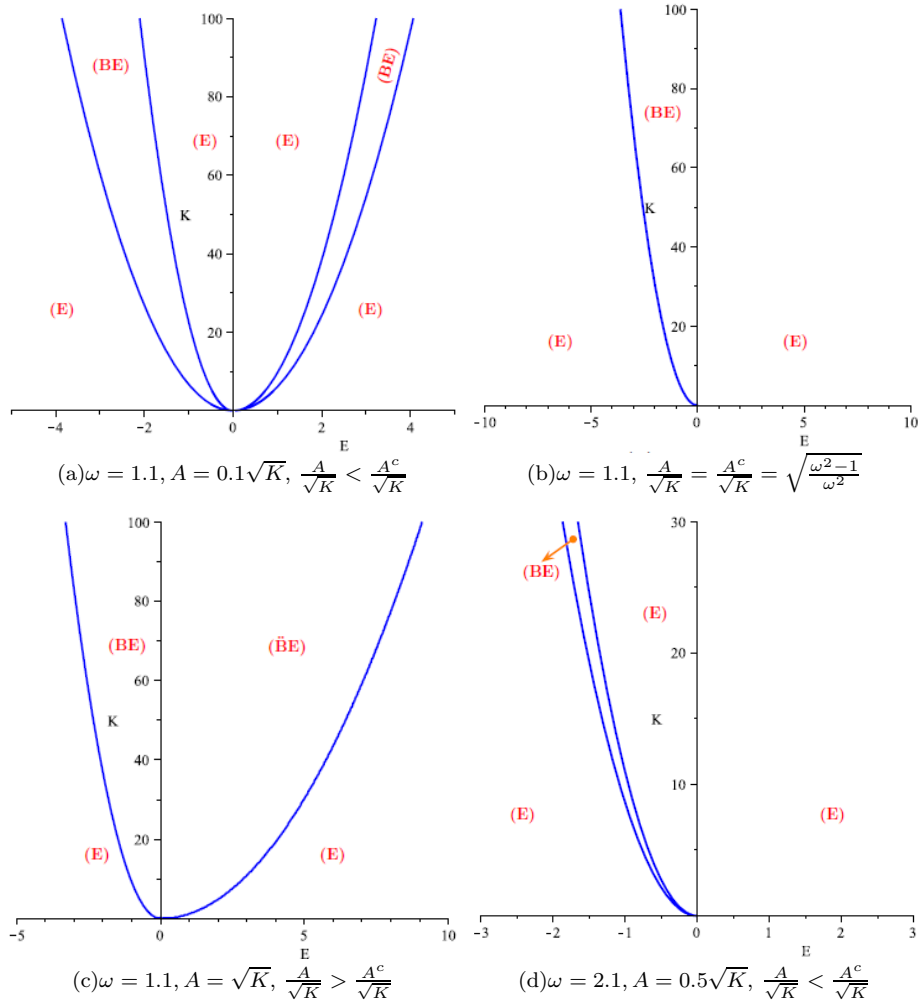 100
100
(BE)
(BE)
80
80
(BE)
(E)
(E)
60
60
K
K
40
40
(E)
(E)
(E)
(E)
20
20
−4
−2
0
2
4
−10
−5
0
5
10
E
E
(a)ω = 1.1, A = 0.1√K, A/√K < A^c/√K
(b)ω = 1.1, A/√K = A^c/√K = √((ω²−1)/ω²)
100
30
(BE)
80
(BE)
(B̈E)
(E)
20
60
K
K
40
10
(E)
(E)
(E)
(E)
20
−5
0
5
10
−3
−2
−1
0
1
2
3
E
E
(c)ω = 1.1, A = √K, A/√K > A^c/√K
(d)ω = 2.1, A = 0.5√K, A/√K < A^c/√K